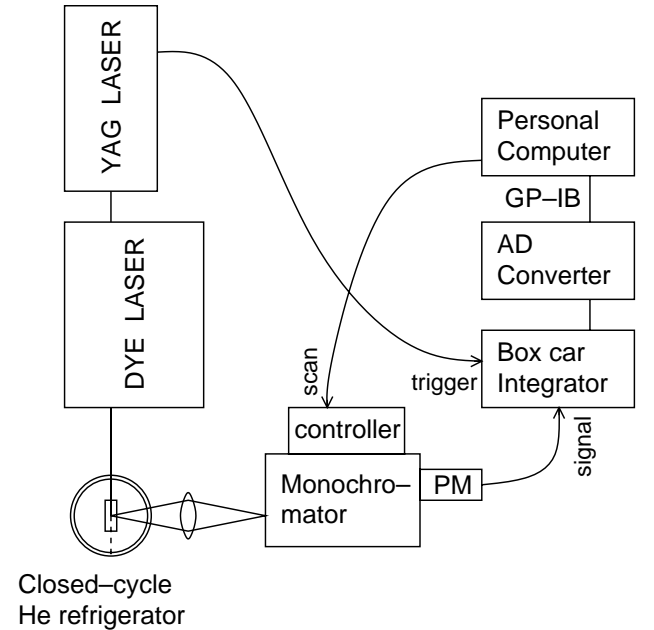 YAG LASER
Personal
Computer
GP–IB
AD
Converter
DYE LASER
Box car
Integrator
trigger
scan
controller
signal
Monochro–
mator
PM
Closed–cycle
He refrigerator